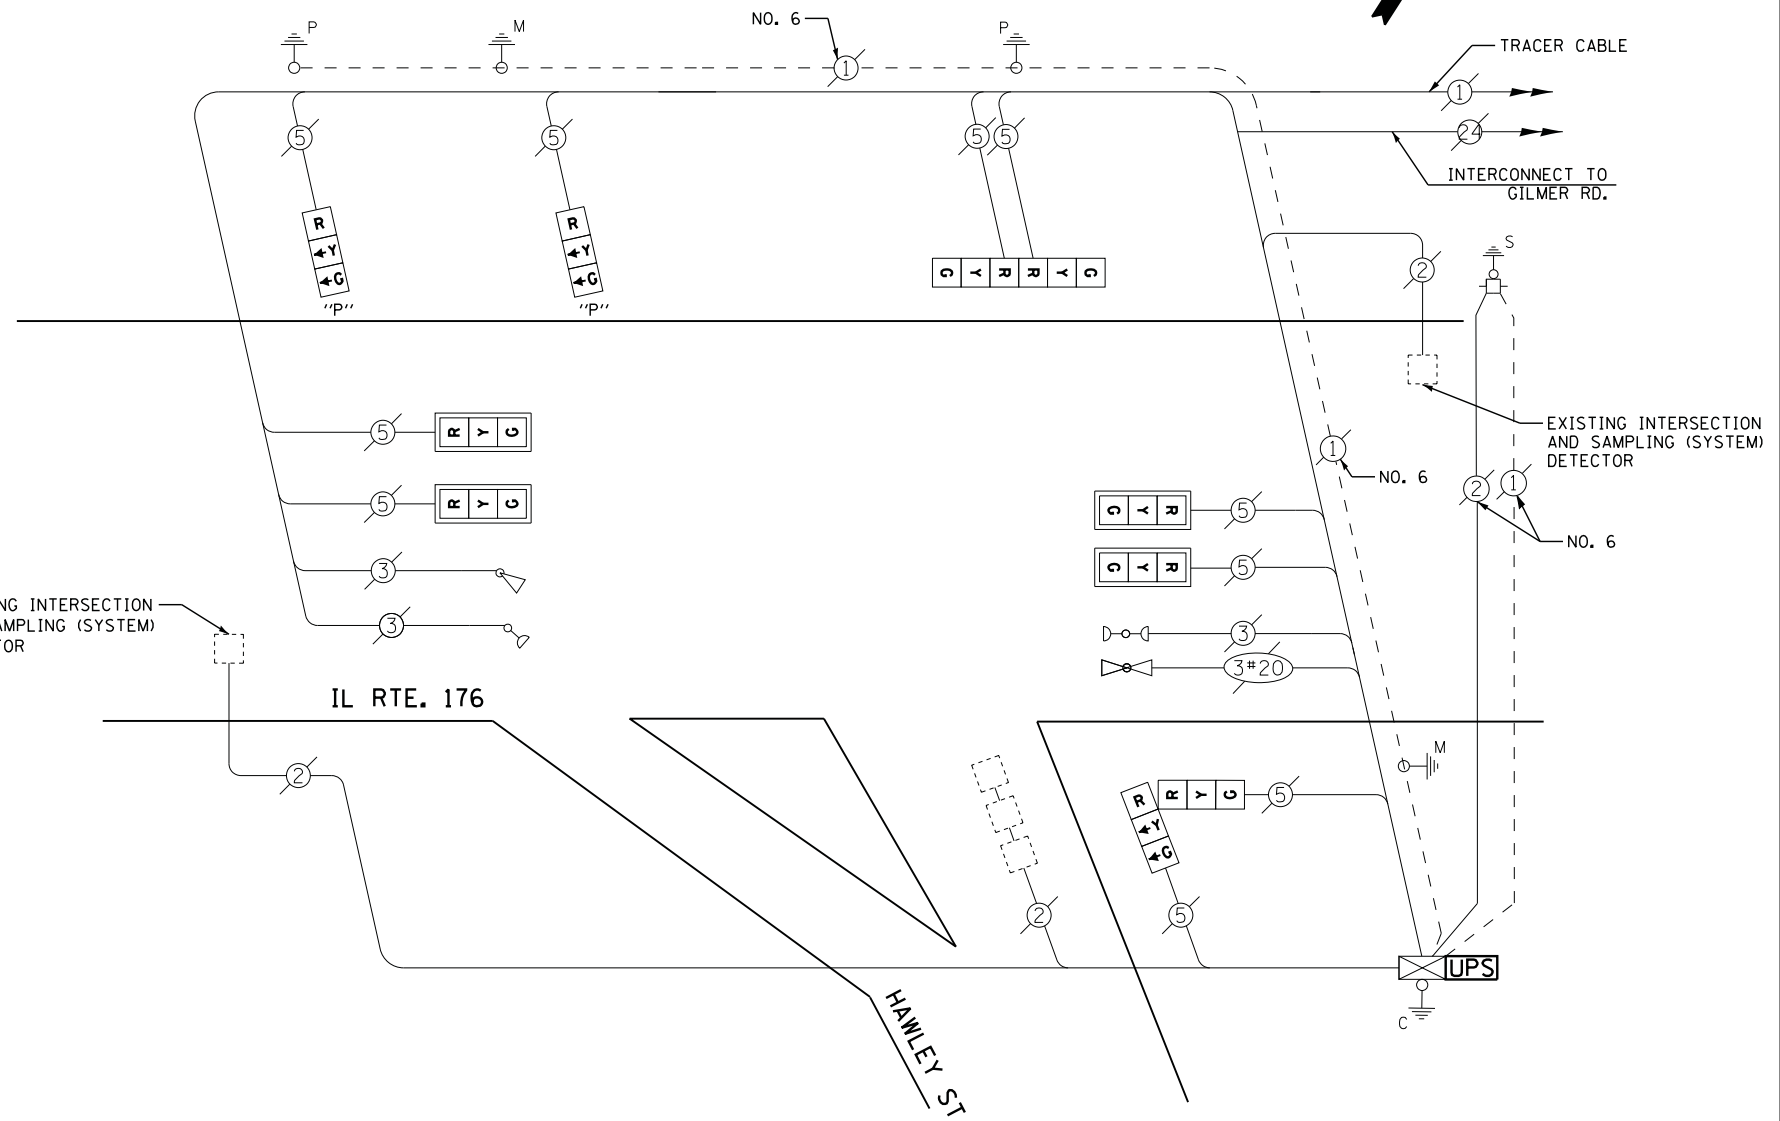 NO. 6
P
M
P
1
TRACER CABLE
1
24
INTERCONNECT TO
GILMER RD.
5
5
5
5
R
Y
G
"P"
R
Y
G
"P"
G Y R R Y G
2
S
EXISTING INTERSECTION
AND SAMPLING (SYSTEM)
DETECTOR
5
R Y G
5
R Y G
3
3
1
NO. 6
2
1
NO. 6
G Y R
5
G Y R
5
3
3#20
NG INTERSECTION
AMPLING (SYSTEM)
TOR
IL RTE. 176
2
M
R
Y
G
R Y G
5
2
5
UPS
C
HAWLEY ST